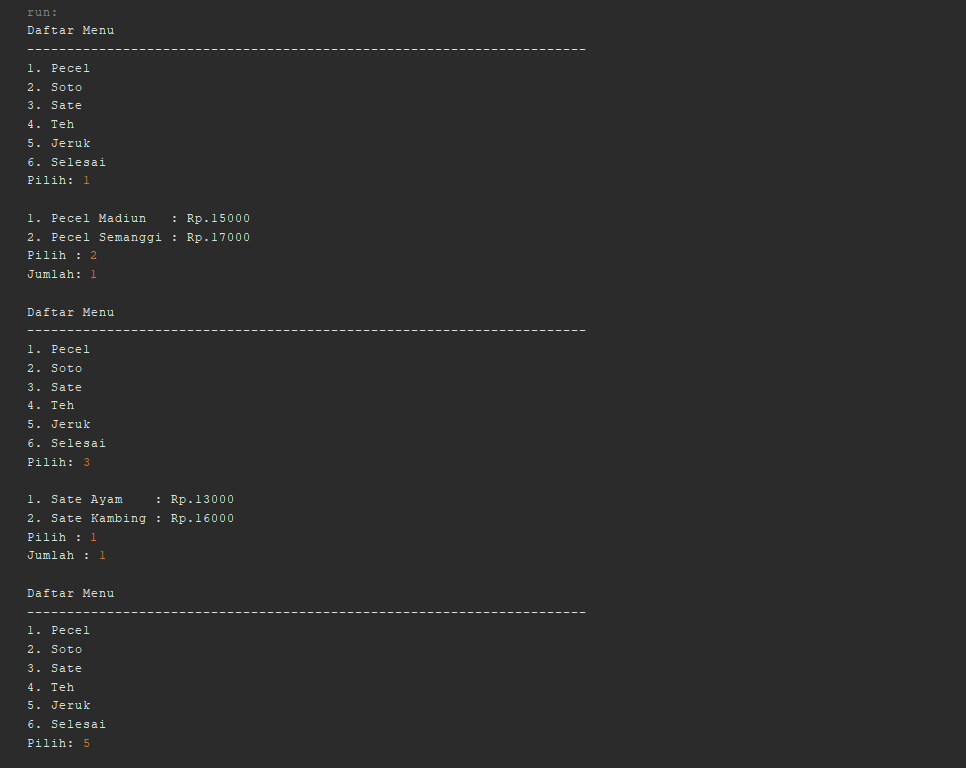 run:
Daftar Menu
----------------------------------------------------------------------
1. Pecel
2. Soto
3. Sate
4. Teh
5. Jeruk
6. Selesai
Pilih: 1
1. Pecel Madiun   : Rp.15000
2. Pecel Semanggi : Rp.17000
Pilih : 2
Jumlah: 1
Daftar Menu
----------------------------------------------------------------------
1. Pecel
2. Soto
3. Sate
4. Teh
5. Jeruk
6. Selesai
Pilih: 3
1. Sate Ayam    : Rp.13000
2. Sate Kambing : Rp.16000
Pilih : 1
Jumlah : 1
Daftar Menu
----------------------------------------------------------------------
1. Pecel
2. Soto
3. Sate
4. Teh
5. Jeruk
6. Selesai
Pilih: 5